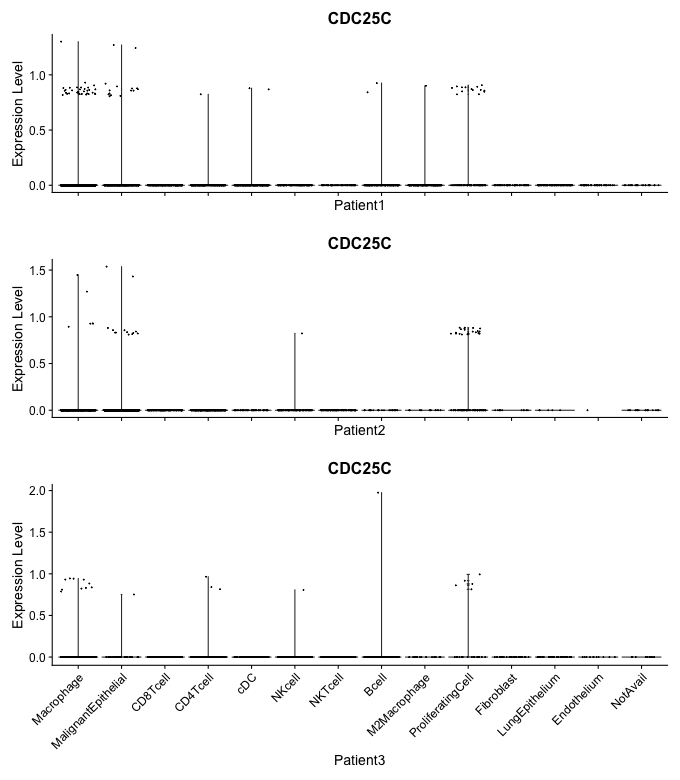 CDC25C
Expression Level
1.0
0.5
0.0
Patient1
CDC25C
Expression Level
1.5
1.0
0.5
0.0
Patient2
CDC25C
Expression Level
2.0
1.5
1.0
0.5
0.0
Macrophage
MalignantEpithelial
CD8Tcell
CD4Tcell
cDC
NKcell
NKTcell
Bcell
M2Macrophage
ProliferatingCell
Fibroblast
LungEpithelium
Endothelium
NotAvail
Patient3